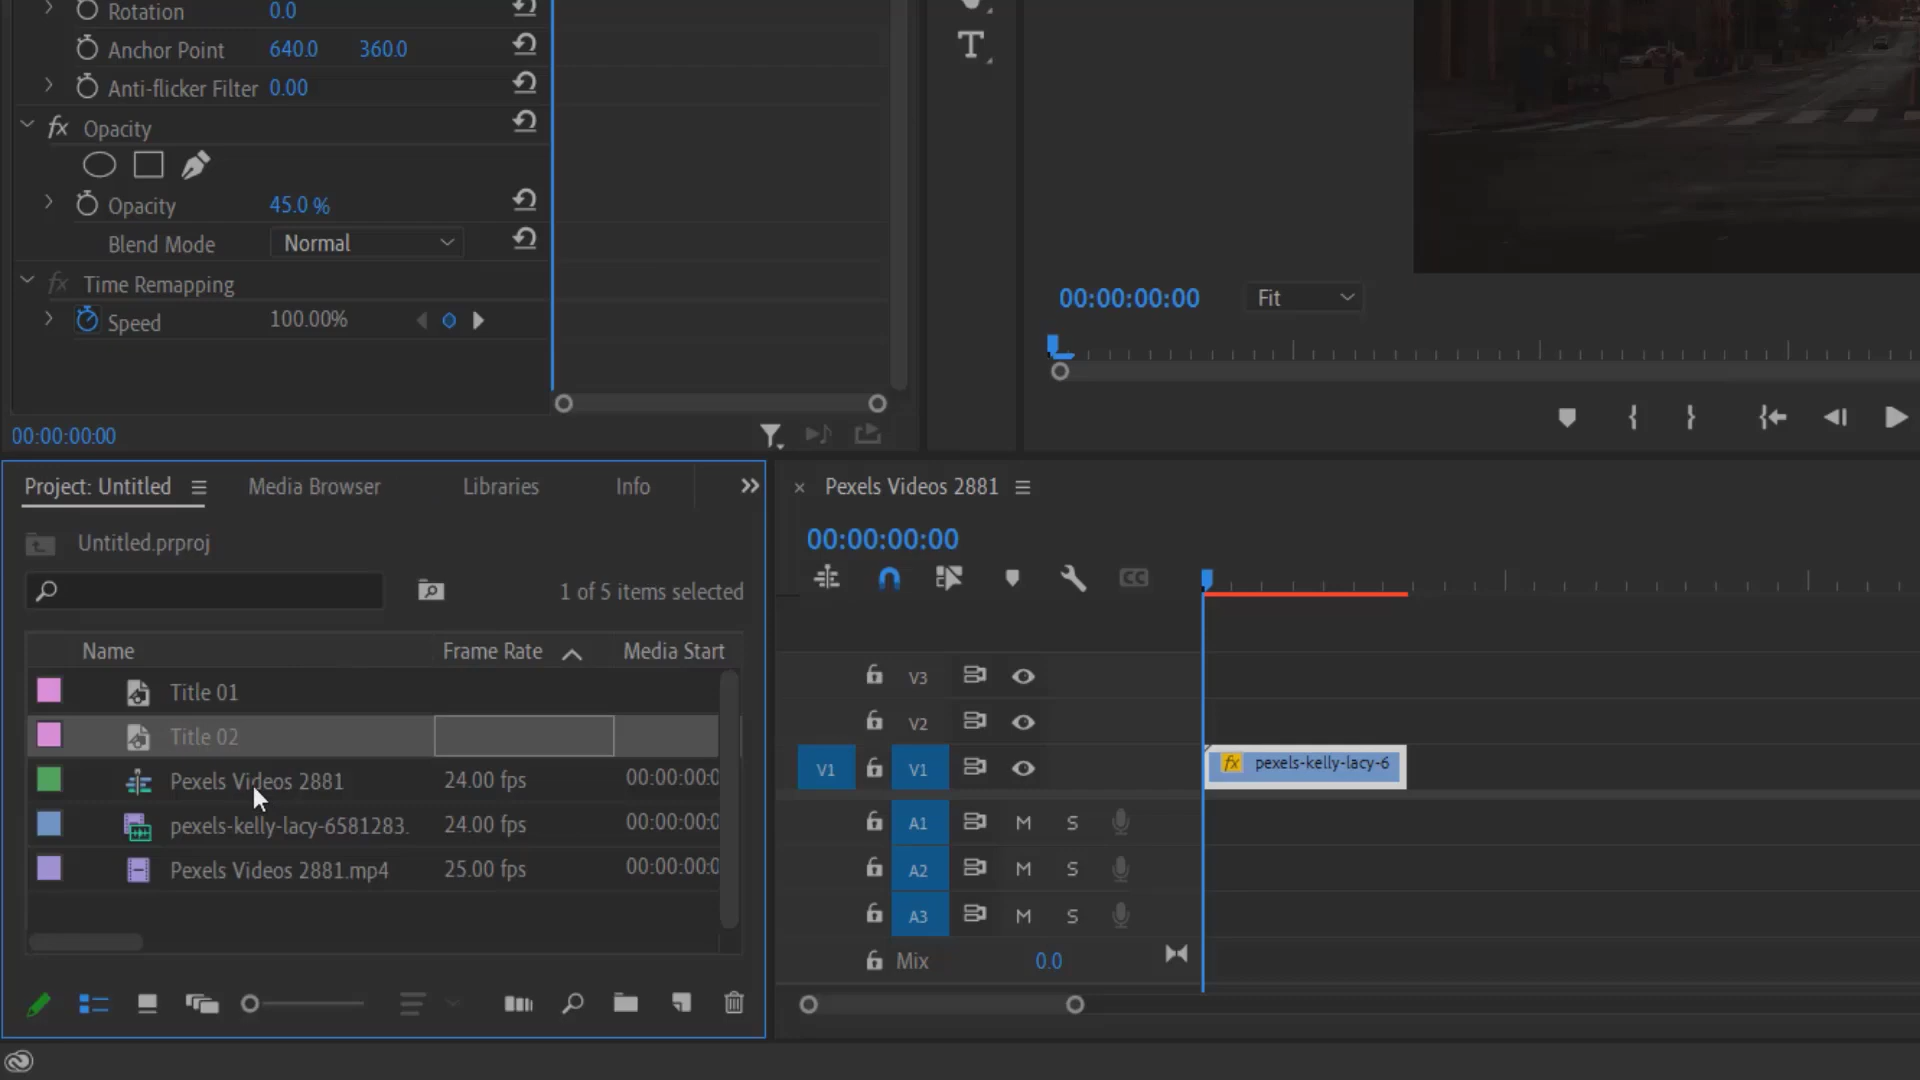 Rotation 0.0
Anchor Point 640.0 360.0
Anti-flicker Filter 0.00
fx Opacity
Opacity 45.0 %
Blend Mode Normal
fx Time Remapping
Speed 100.00%
00:00:00:00
T
00:00:00:00 Fit
Project: Untitled Media Browser Libraries Info
Untitled.prproj
1 of 5 items selected
Name Frame Rate Media Start
Title 01
Title 02
Pexels Videos 2881 24.00 fps 00:00:00:0
pexels-kelly-lacy-6581283. 24.00 fps 00:00:00:0
Pexels Videos 2881.mp4 25.00 fps 00:00:00:0
× Pexels Videos 2881
00:00:00:00
CC
V3
V2
V1 V1 fx pexels-kelly-lacy-6
A1 M S
A2 M S
A3 M S
Mix 0.0